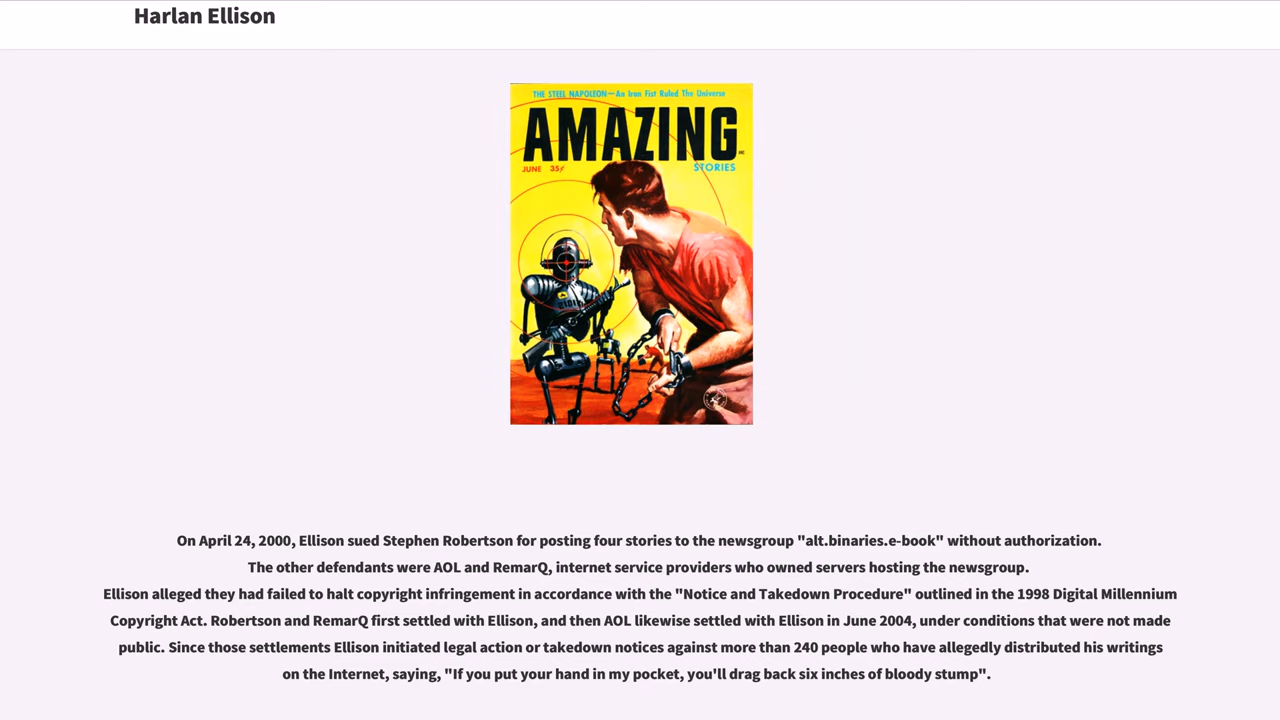 Harlan Ellison
THE STEEL NAPOLEON—An Iron Fist Ruled The Universe
AMAZING
JUNE 35¢
STORIES
2101
On April 24, 2000, Ellison sued Stephen Robertson for posting four stories to the newsgroup "alt.binaries.e-book" without authorization.
The other defendants were AOL and RemarQ, internet service providers who owned servers hosting the newsgroup.
Ellison alleged they had failed to halt copyright infringement in accordance with the "Notice and Takedown Procedure" outlined in the 1998 Digital Millennium
Copyright Act. Robertson and RemarQ first settled with Ellison, and then AOL likewise settled with Ellison in June 2004, under conditions that were not made
public. Since those settlements Ellison initiated legal action or takedown notices against more than 240 people who have allegedly distributed his writings
on the Internet, saying, "If you put your hand in my pocket, you'll drag back six inches of bloody stump".